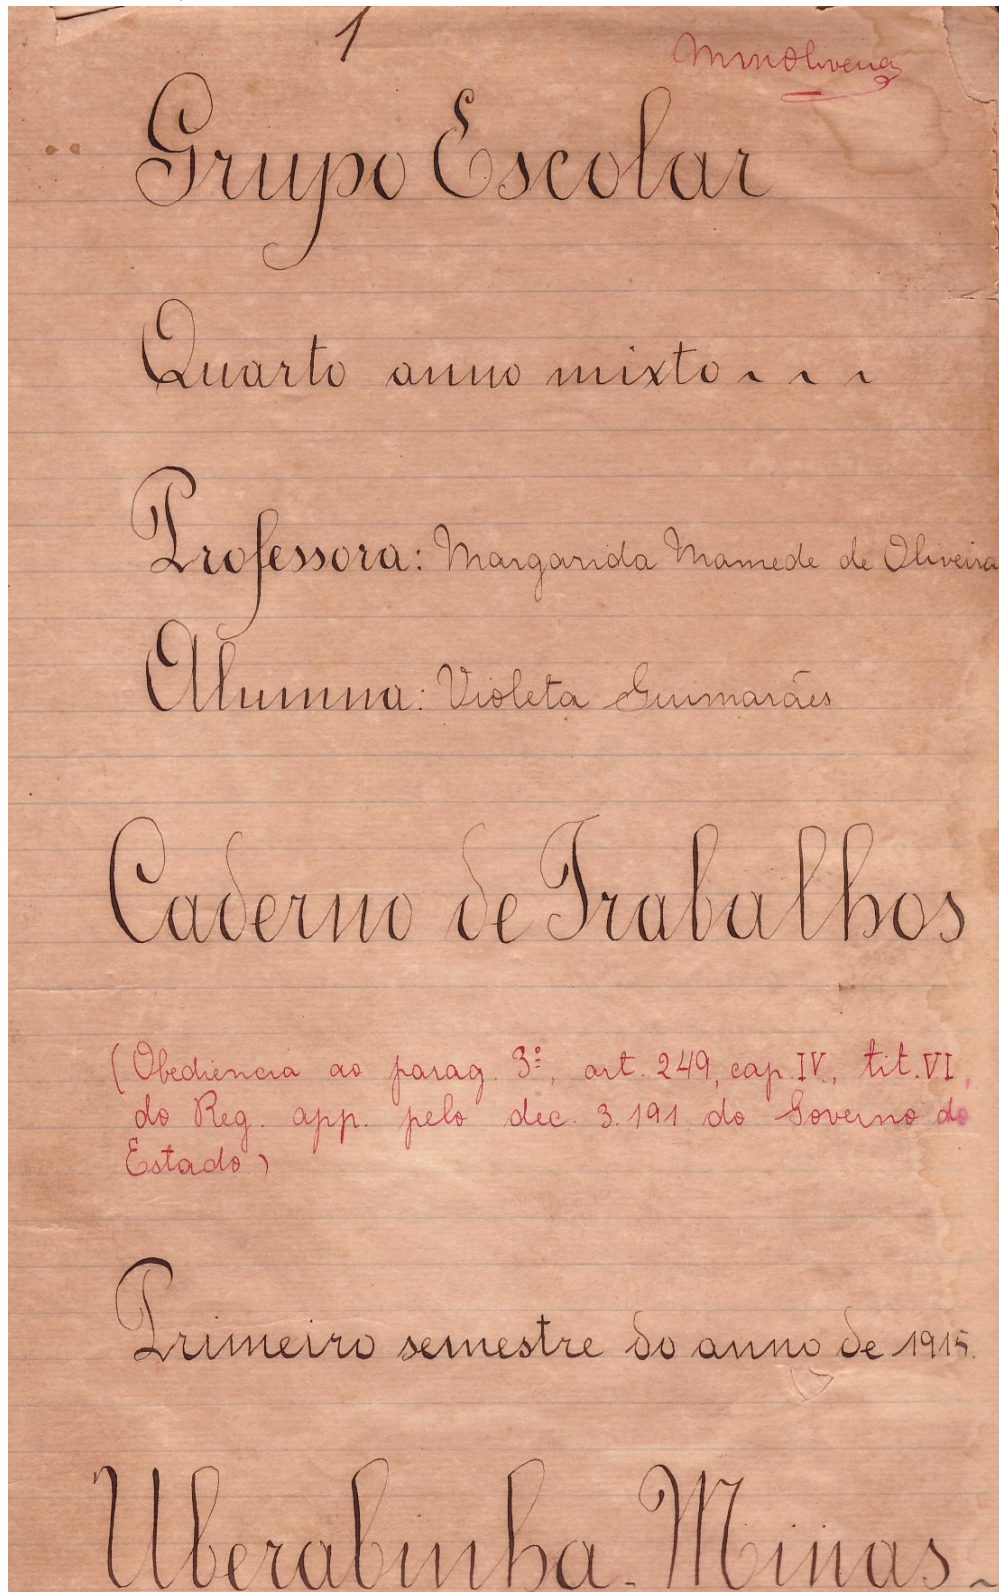 1
MMOliveira
Grupo Escolar
Quarto anno mixto ~ ~ ~
Professora: Margarida Mamede de Oliveira
Alumna: Violeta Guimarães
Caderno de Trabalhos
(Obediencia ao parag. 3º, art. 249, cap. IV, tit. VI,
do Reg. app. pelo dec. 3.191 do Governo do
Estado)
Primeiro semestre do anno de 1915.
Uberabinha - Minas. ~